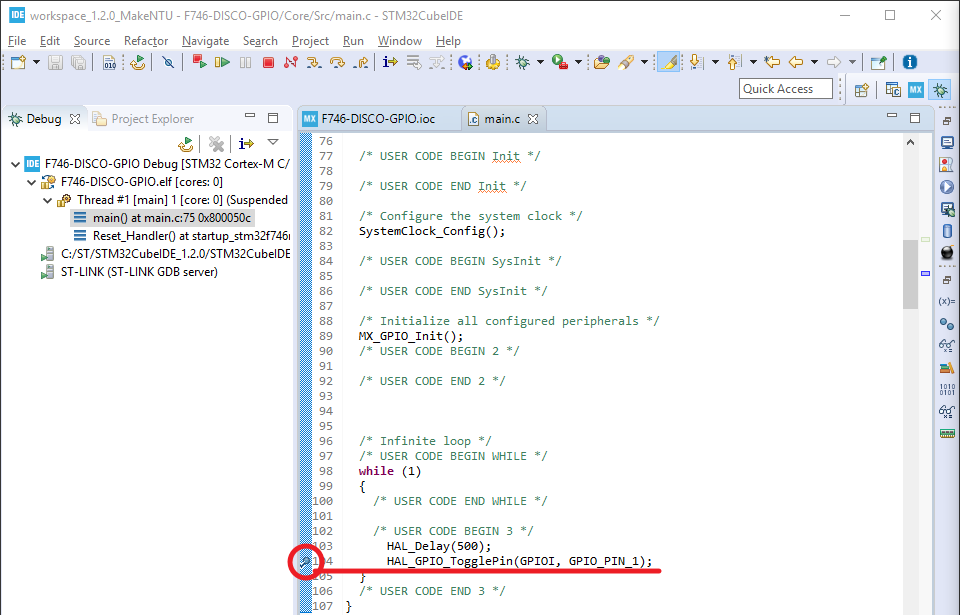 IDE workspace_1.2.0_MakeNTU - F746-DISCO-GPIO/Core/Src/main.c - STM32CubeIDE
File Edit Source Refactor Navigate Search Project Run Window Help
010
Quick Access
MX
Debug
Project Explorer
MX F746-DISCO-GPIO.ioc
main.c
IDE F746-DISCO-GPIO Debug [STM32 Cortex-M C/
F746-DISCO-GPIO.elf [cores: 0]
Thread #1 [main] 1 [core: 0] (Suspended
main() at main.c:75 0x800050c
Reset_Handler() at startup_stm32f746
C:/ST/STM32CubeIDE_1.2.0/STM32CubeIDE
ST-LINK (ST-LINK GDB server)
76
77 /* USER CODE BEGIN Init */
78
79 /* USER CODE END Init */
80
81 /* Configure the system clock */
82 SystemClock_Config();
83
84 /* USER CODE BEGIN SysInit */
85
86 /* USER CODE END SysInit */
87
88 /* Initialize all configured peripherals */
89 MX_GPIO_Init();
90 /* USER CODE BEGIN 2 */
91
92 /* USER CODE END 2 */
93
94
95
96 /* Infinite loop */
97 /* USER CODE BEGIN WHILE */
98 while (1)
99 {
100 /* USER CODE END WHILE */
101
102 /* USER CODE BEGIN 3 */
103 HAL_Delay(500);
104 HAL_GPIO_TogglePin(GPIOI, GPIO_PIN_1);
105 }
106 /* USER CODE END 3 */
107 }
(x)=
1010
0101